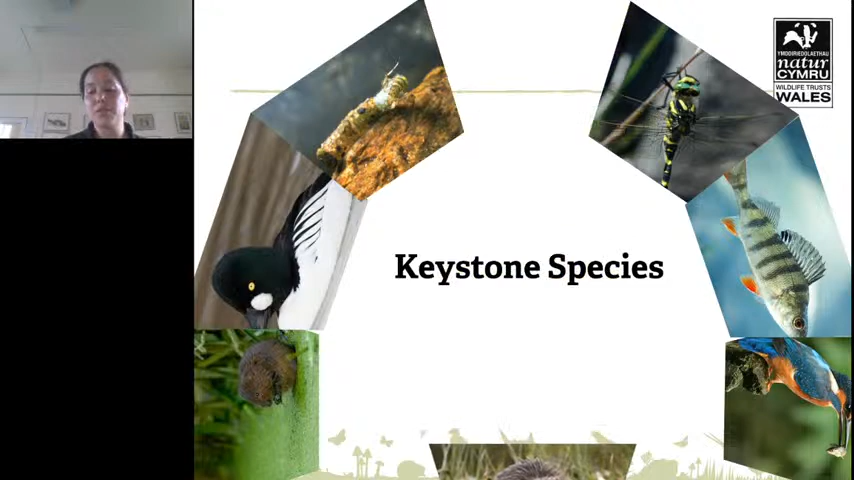 Keystone Species
YMDDIRIEDOLAETHAU
natur
CYMRU
WILDLIFE TRUSTS
WALES